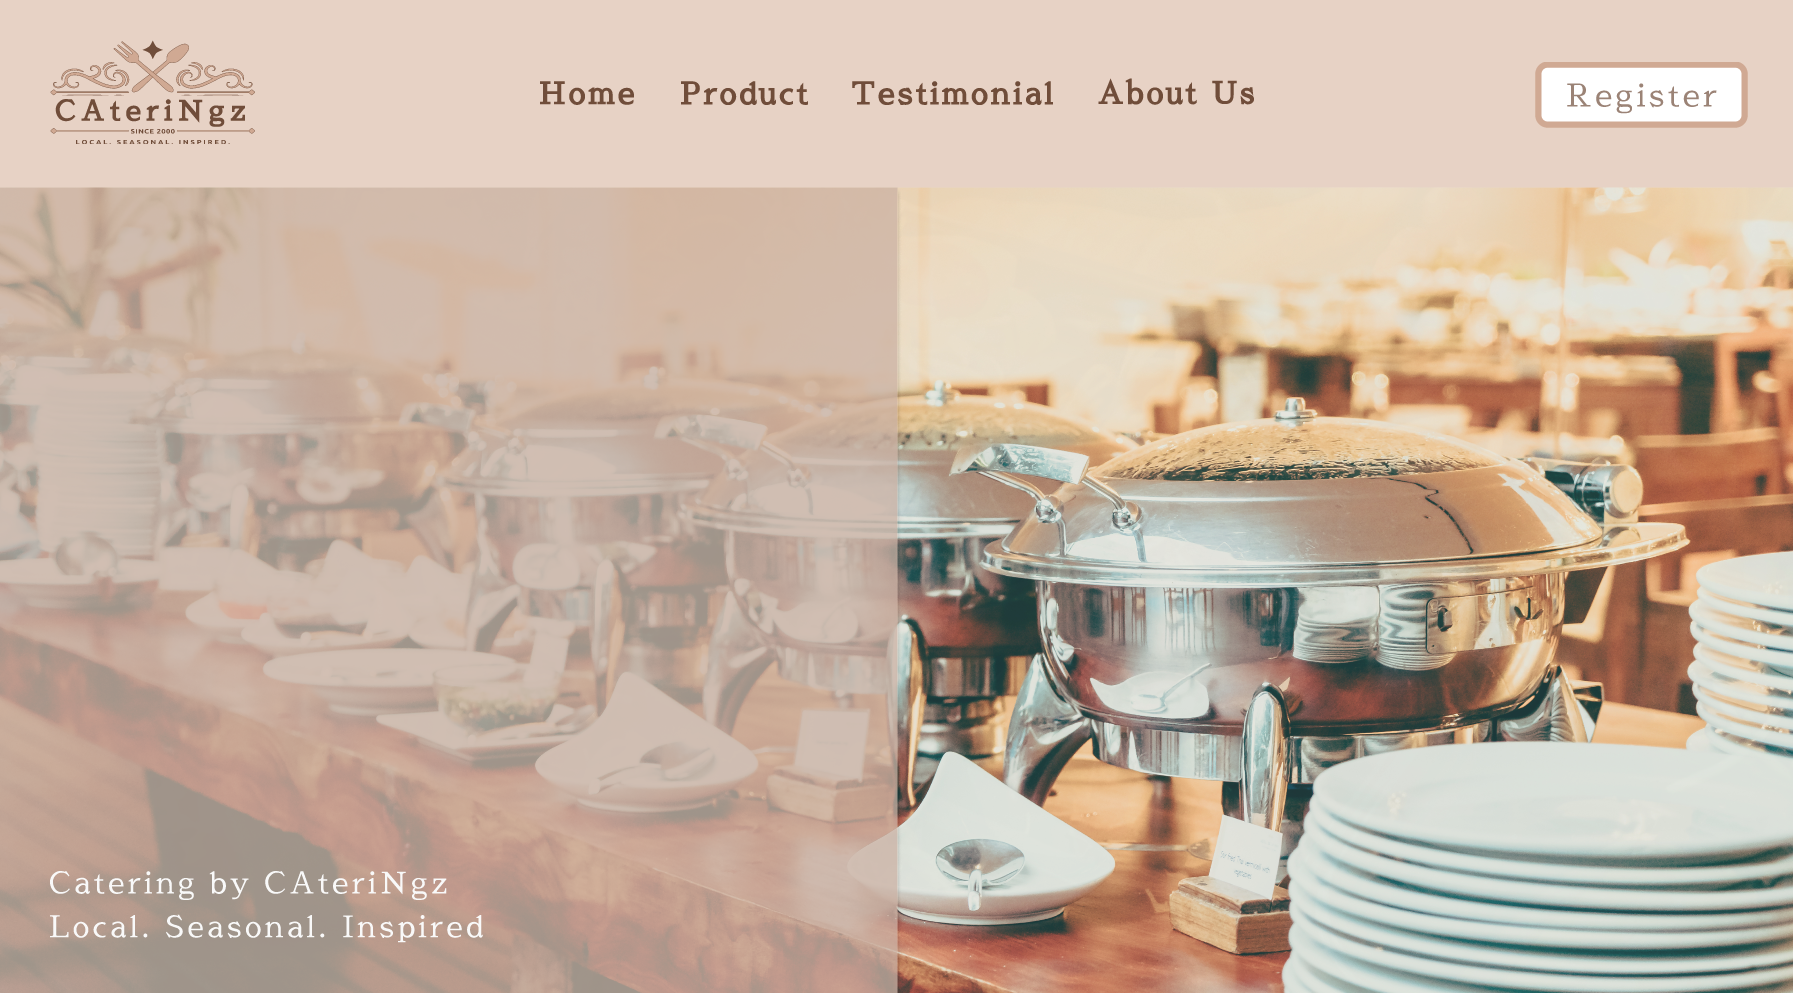 CAteriNgz
SINCE 2000
LOCAL. SEASONAL. INSPIRED.
Home Product Testimonial About Us
Register
Catering by CAteriNgz
Local. Seasonal. Inspired